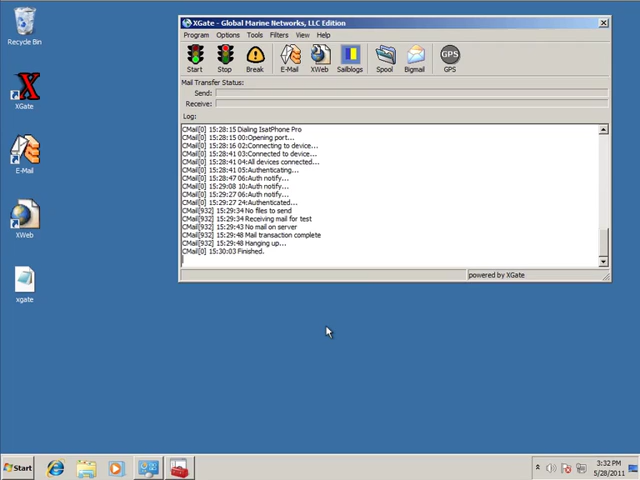 Recycle Bin
XGate
E-Mail
XWeb
xgate
XGate - Global Marine Networks, LLC Edition
Program Options Tools Filters View Help
Start Stop Break E-Mail XWeb Sailblogs Spool Bigmail GPS GPS
Mail Transfer Status:
Send:
Receive:
Log:
CMail[0] 15:28:15 Dialing IsatPhone Pro
CMail[0] 15:28:15 00:Opening port...
CMail[0] 15:28:16 02:Connecting to device...
CMail[0] 15:28:41 03:Connected to device...
CMail[0] 15:28:41 04:All devices connected...
CMail[0] 15:28:41 05:Authenticating...
CMail[0] 15:28:47 06:Auth notify...
CMail[0] 15:29:08 10:Auth notify...
CMail[0] 15:29:27 06:Auth notify...
CMail[0] 15:29:27 24:Authenticated...
CMail[932] 15:29:34 No files to send
CMail[932] 15:29:34 Receiving mail for test
CMail[932] 15:29:43 No mail on server
CMail[932] 15:29:48 Mail transaction complete
CMail[932] 15:29:48 Hanging up...
CMail[0] 15:30:03 Finished.
powered by XGate
Start
3:32 PM
5/28/2011